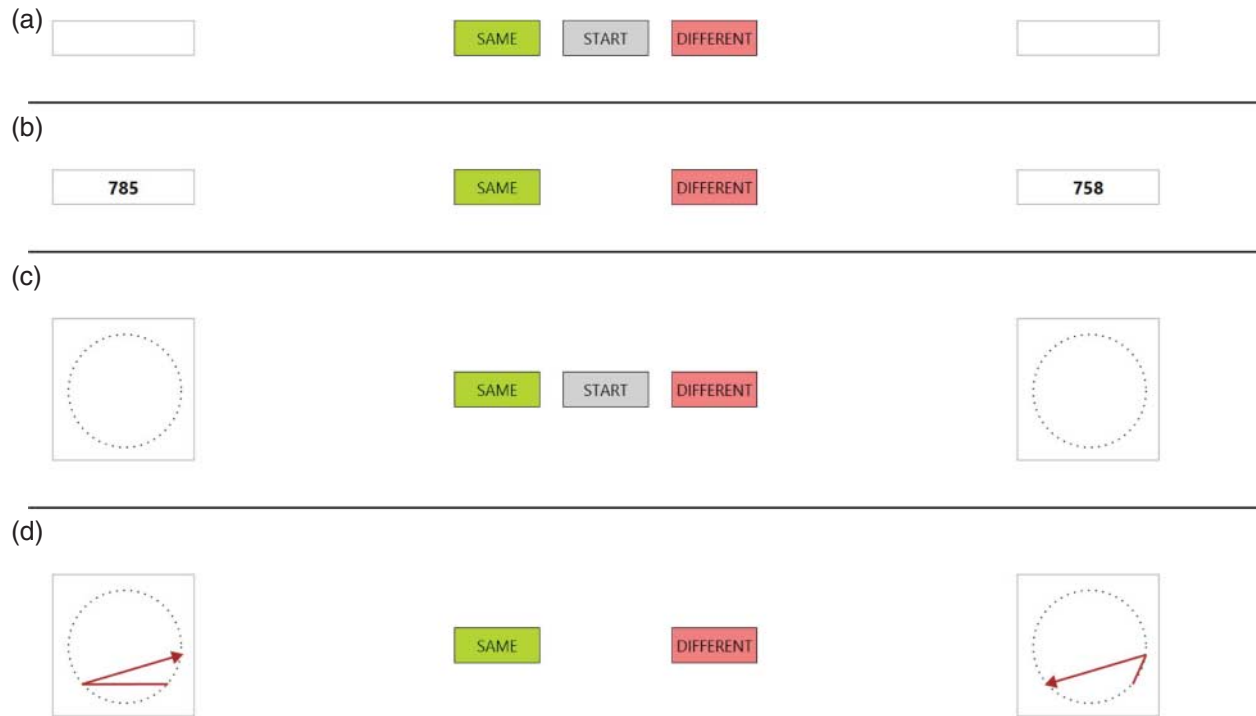 (a)
SAME START DIFFERENT
(b)
785 SAME DIFFERENT 758
(c)
SAME START DIFFERENT
(d)
SAME DIFFERENT